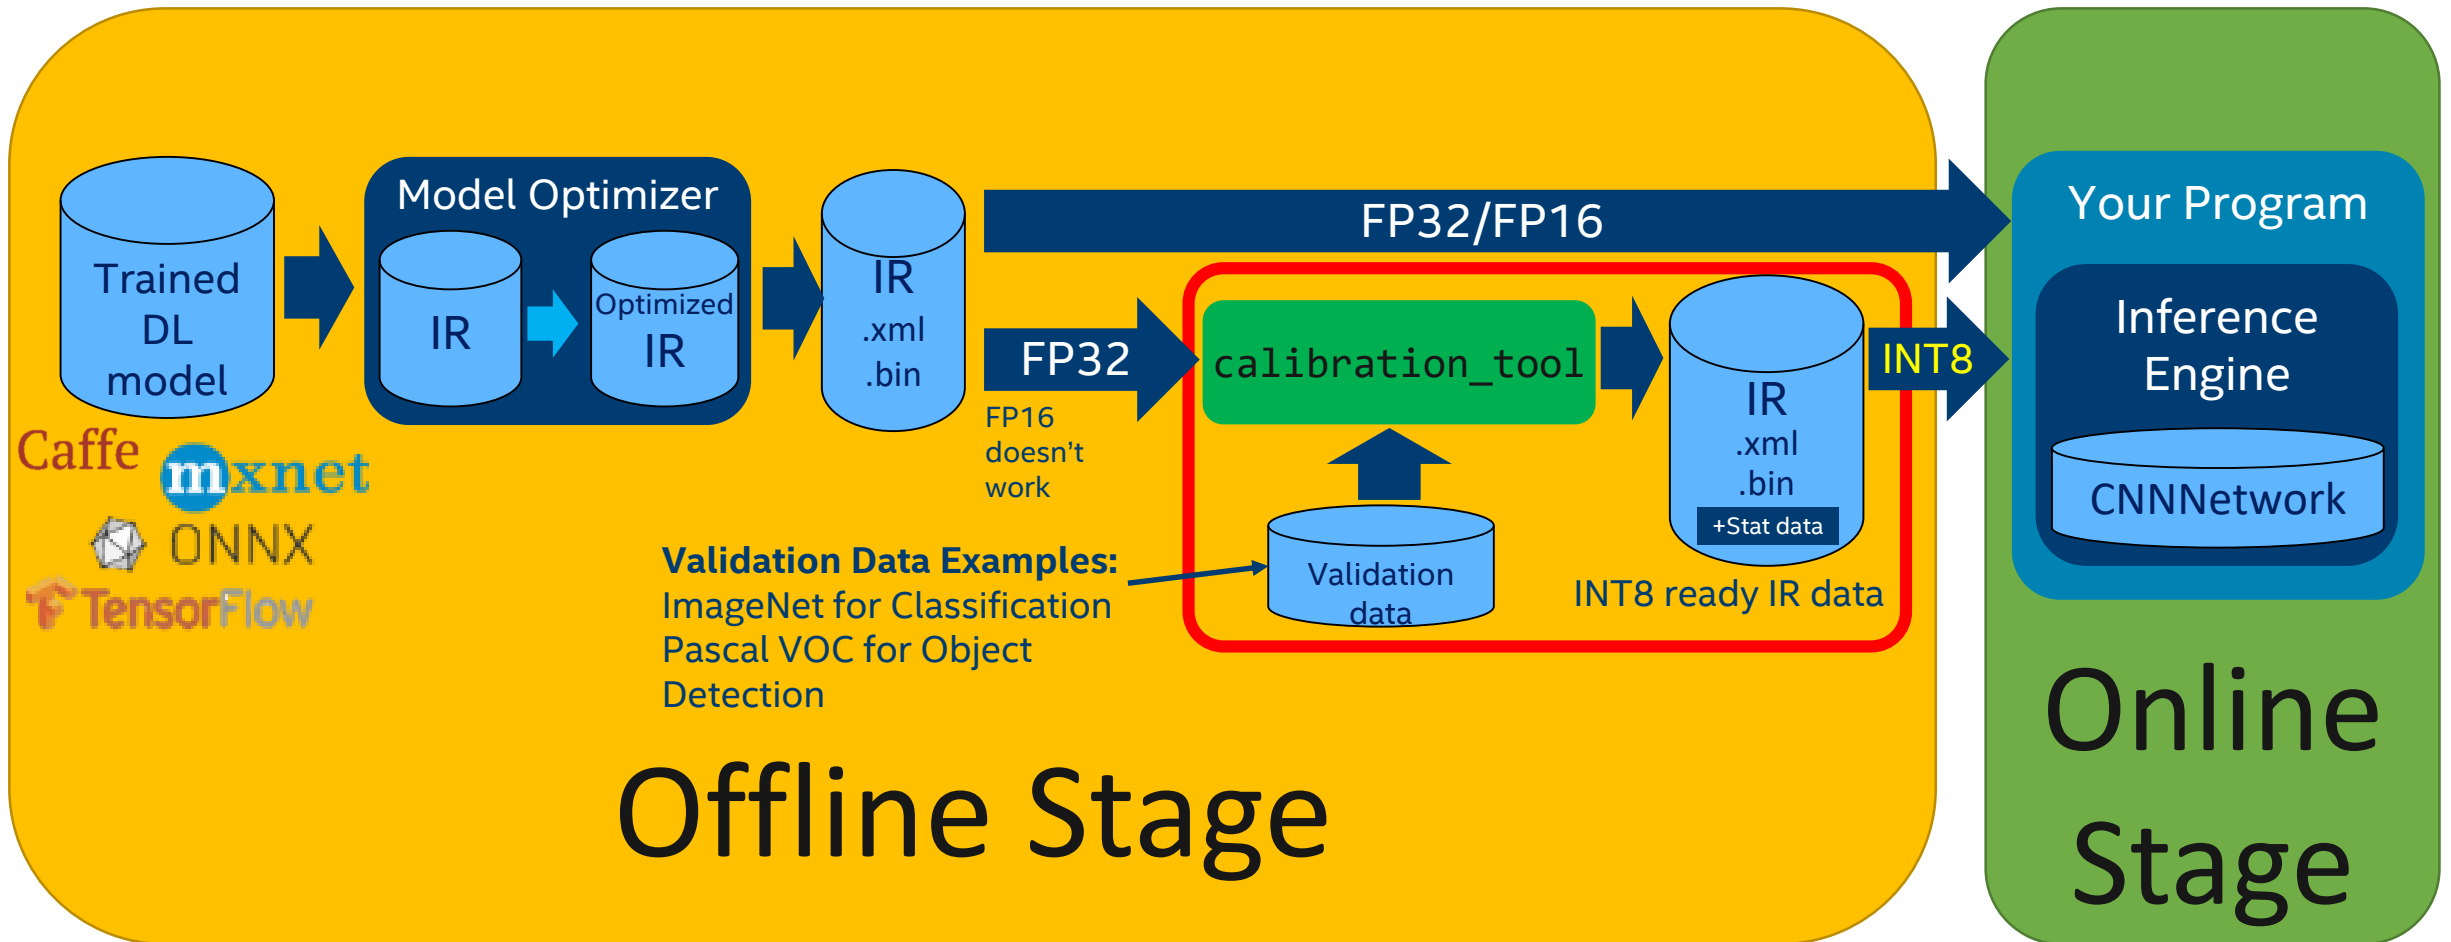 Trained
DL
model
Caffe
mxnet
ONNX
TensorFlow
Model Optimizer
IR
Optimized
IR
IR
.xml
.bin
FP32/FP16
FP32
FP16
doesn't
work
calibration_tool
Validation
data
Validation Data Examples:
ImageNet for Classification
Pascal VOC for Object
Detection
IR
.xml
.bin
+Stat data
INT8 ready IR data
INT8
Offline Stage
Your Program
Inference
Engine
CNNNetwork
Online
Stage